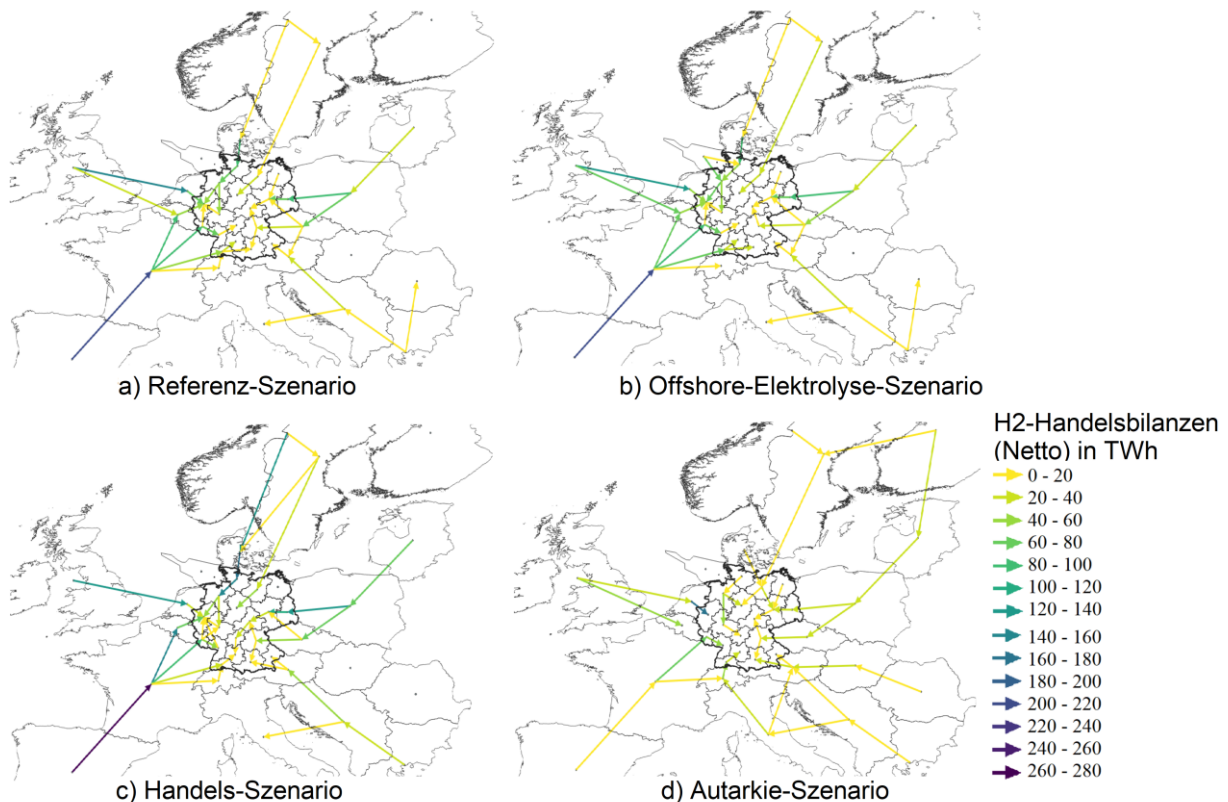 a) Referenz-Szenario
b) Offshore-Elektrolyse-Szenario
c) Handels-Szenario
d) Autarkie-Szenario
H2-Handelsbilanzen
(Netto) in TWh
0 - 20
20 - 40
40 - 60
60 - 80
80 - 100
100 - 120
120 - 140
140 - 160
160 - 180
180 - 200
200 - 220
220 - 240
240 - 260
260 - 280